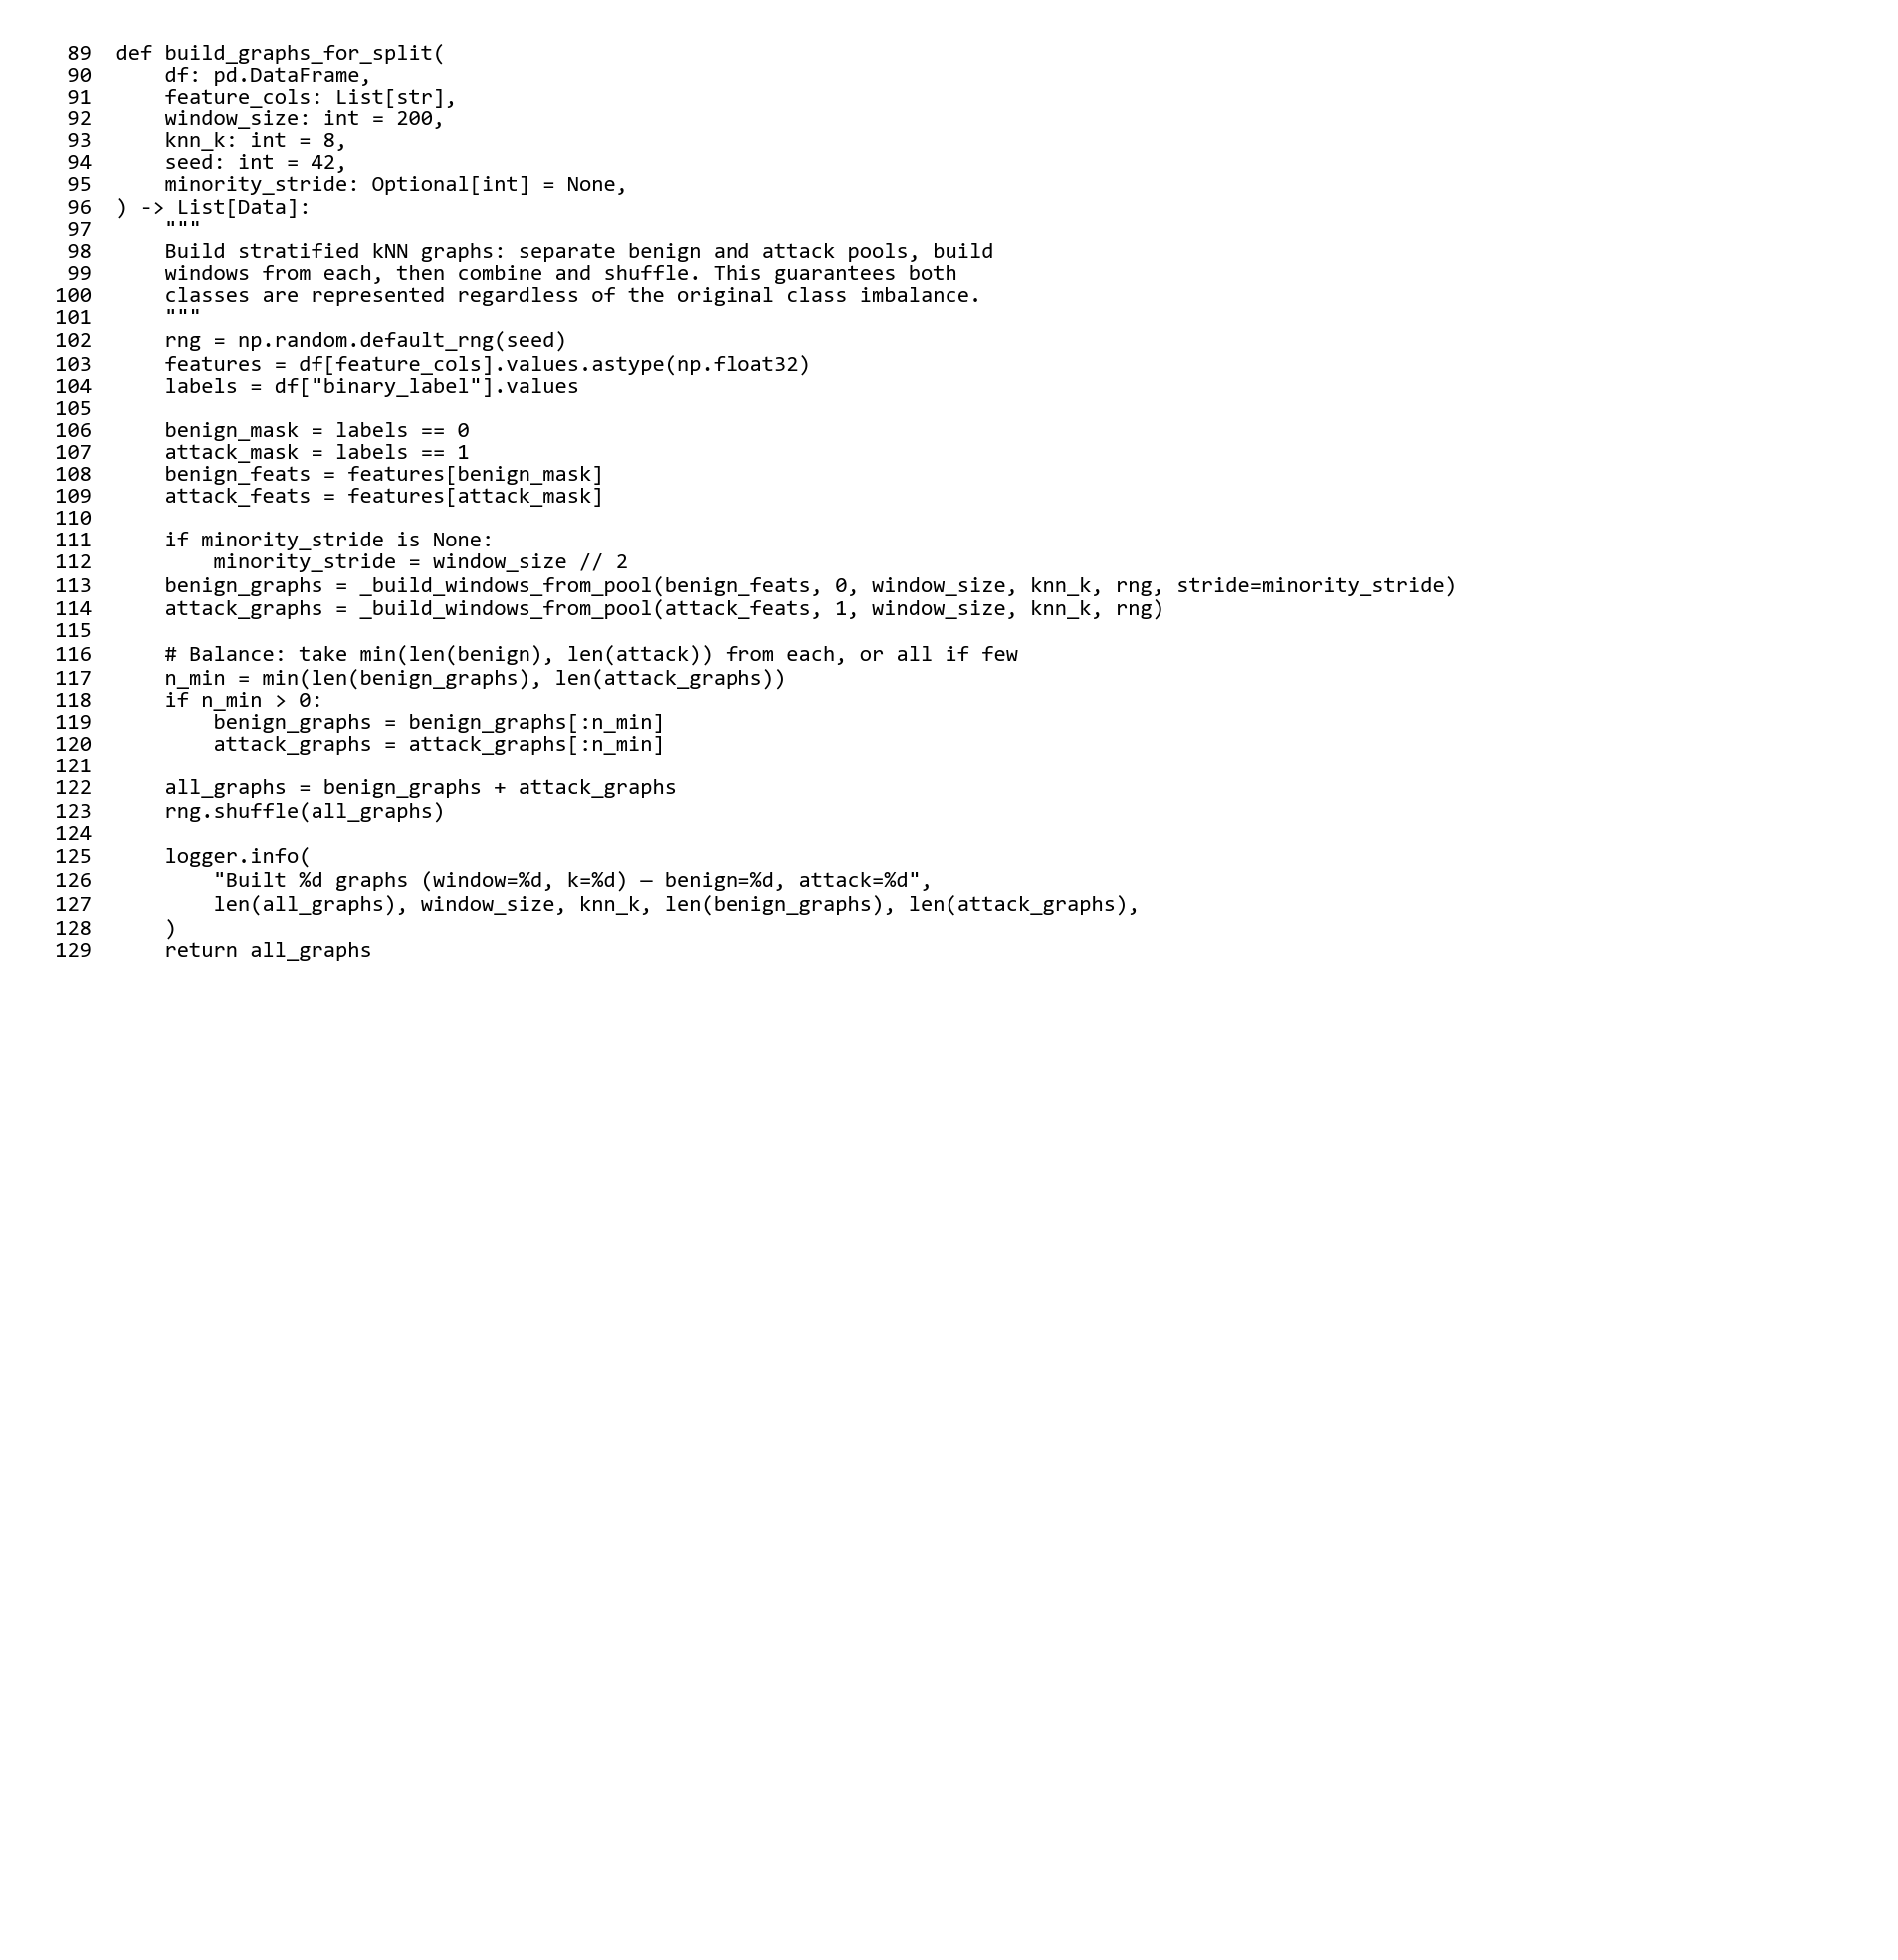 89 def build_graphs_for_split(
90     df: pd.DataFrame,
91     feature_cols: List[str],
92     window_size: int = 200,
93     knn_k: int = 8,
94     seed: int = 42,
95     minority_stride: Optional[int] = None,
96 ) -> List[Data]:
97     """
98     Build stratified kNN graphs: separate benign and attack pools, build
99     windows from each, then combine and shuffle. This guarantees both
100     classes are represented regardless of the original class imbalance.
101     """
102     rng = np.random.default_rng(seed)
103     features = df[feature_cols].values.astype(np.float32)
104     labels = df["binary_label"].values
105
106     benign_mask = labels == 0
107     attack_mask = labels == 1
108     benign_feats = features[benign_mask]
109     attack_feats = features[attack_mask]
110
111     if minority_stride is None:
112         minority_stride = window_size // 2
113     benign_graphs = _build_windows_from_pool(benign_feats, 0, window_size, knn_k, rng, stride=minority_stride)
114     attack_graphs = _build_windows_from_pool(attack_feats, 1, window_size, knn_k, rng)
115
116     # Balance: take min(len(benign), len(attack)) from each, or all if few
117     n_min = min(len(benign_graphs), len(attack_graphs))
118     if n_min > 0:
119         benign_graphs = benign_graphs[:n_min]
120         attack_graphs = attack_graphs[:n_min]
121
122     all_graphs = benign_graphs + attack_graphs
123     rng.shuffle(all_graphs)
124
125     logger.info(
126         "Built %d graphs (window=%d, k=%d) — benign=%d, attack=%d",
127         len(all_graphs), window_size, knn_k, len(benign_graphs), len(attack_graphs),
128     )
129     return all_graphs